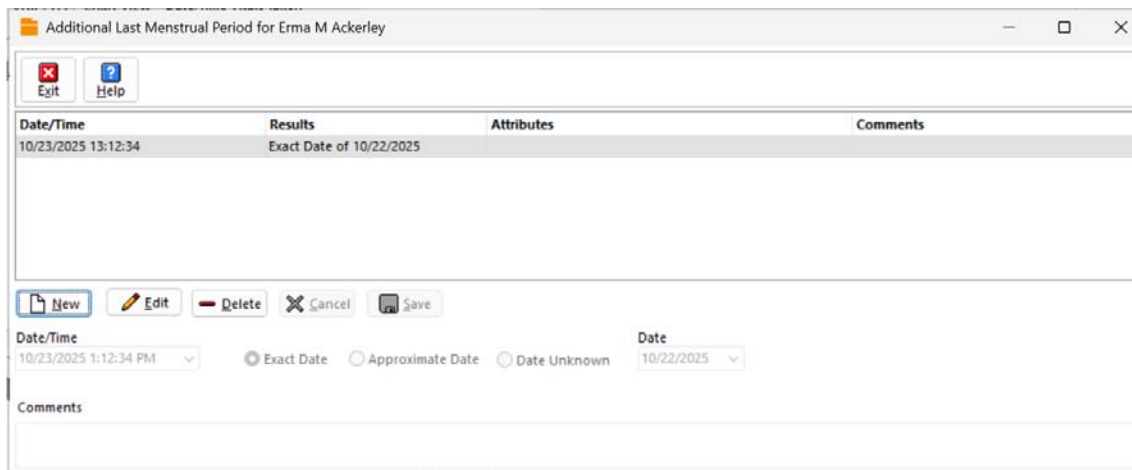 Additional Last Menstrual Period for Erma M Ackerley
Exit Help
Date/Time Results Attributes Comments
10/23/2025 13:12:34 Exact Date of 10/22/2025
New Edit Delete Cancel Save
Date/Time Date
10/23/2025 1:12:34 PM Exact Date Approximate Date Date Unknown 10/22/2025
Comments